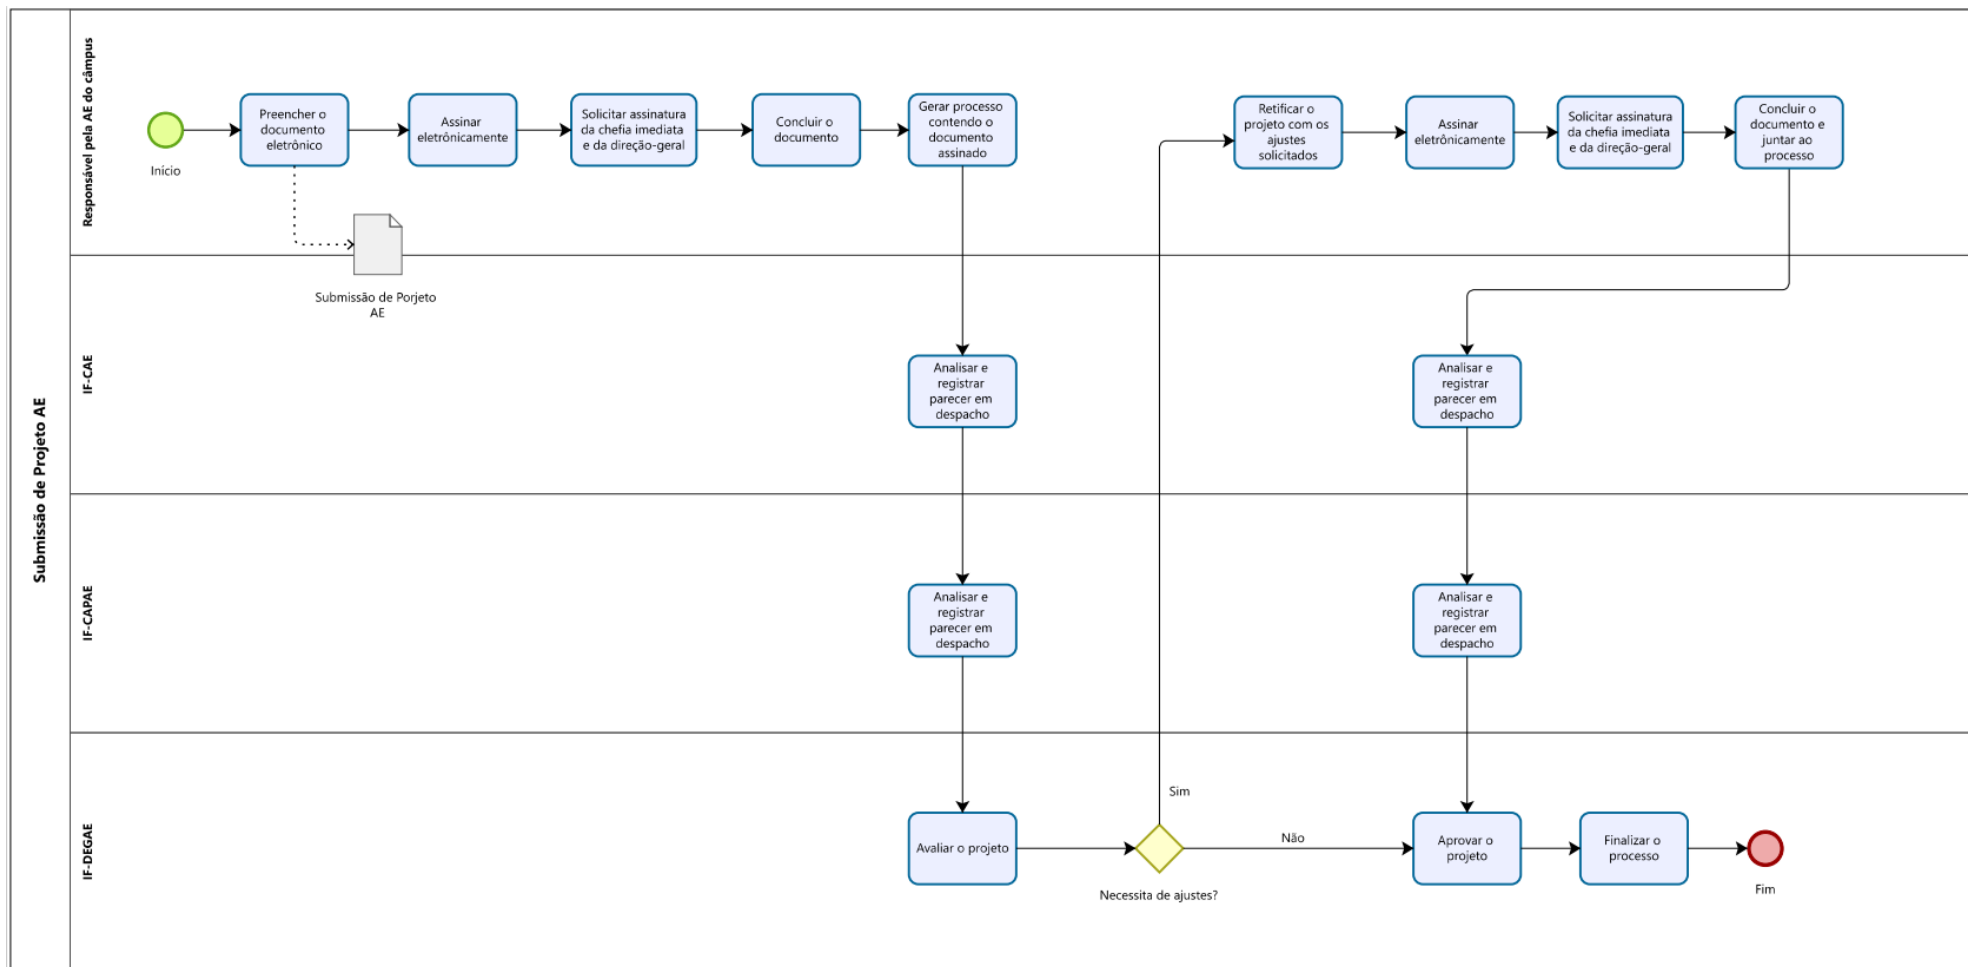 Submissão de Projeto AE
Responsável pela AE do câmpus
Início
Preencher o
documento
eletrônico
Assinar
eletrônicamente
Solicitar assinatura
da chefia imediata
e da direção-geral
Concluir o
documento
Gerar processo
contendo o
documento
assinado
Retificar o
projeto com os
ajustes
solicitados
Assinar
eletrônicamente
Solicitar assinatura
da chefia imediata
e da direção-geral
Concluir o
documento e
juntar ao
processo
Submissão de Porjeto
AE
IF-CAE
Analisar e
registrar
parecer em
despacho
Analisar e
registrar
parecer em
despacho
IF-CAPAE
Analisar e
registrar
parecer em
despacho
Analisar e
registrar
parecer em
despacho
IF-DEGAE
Avaliar o projeto
Sim
Necessita de ajustes?
Não
Aprovar o
projeto
Finalizar o
processo
Fim